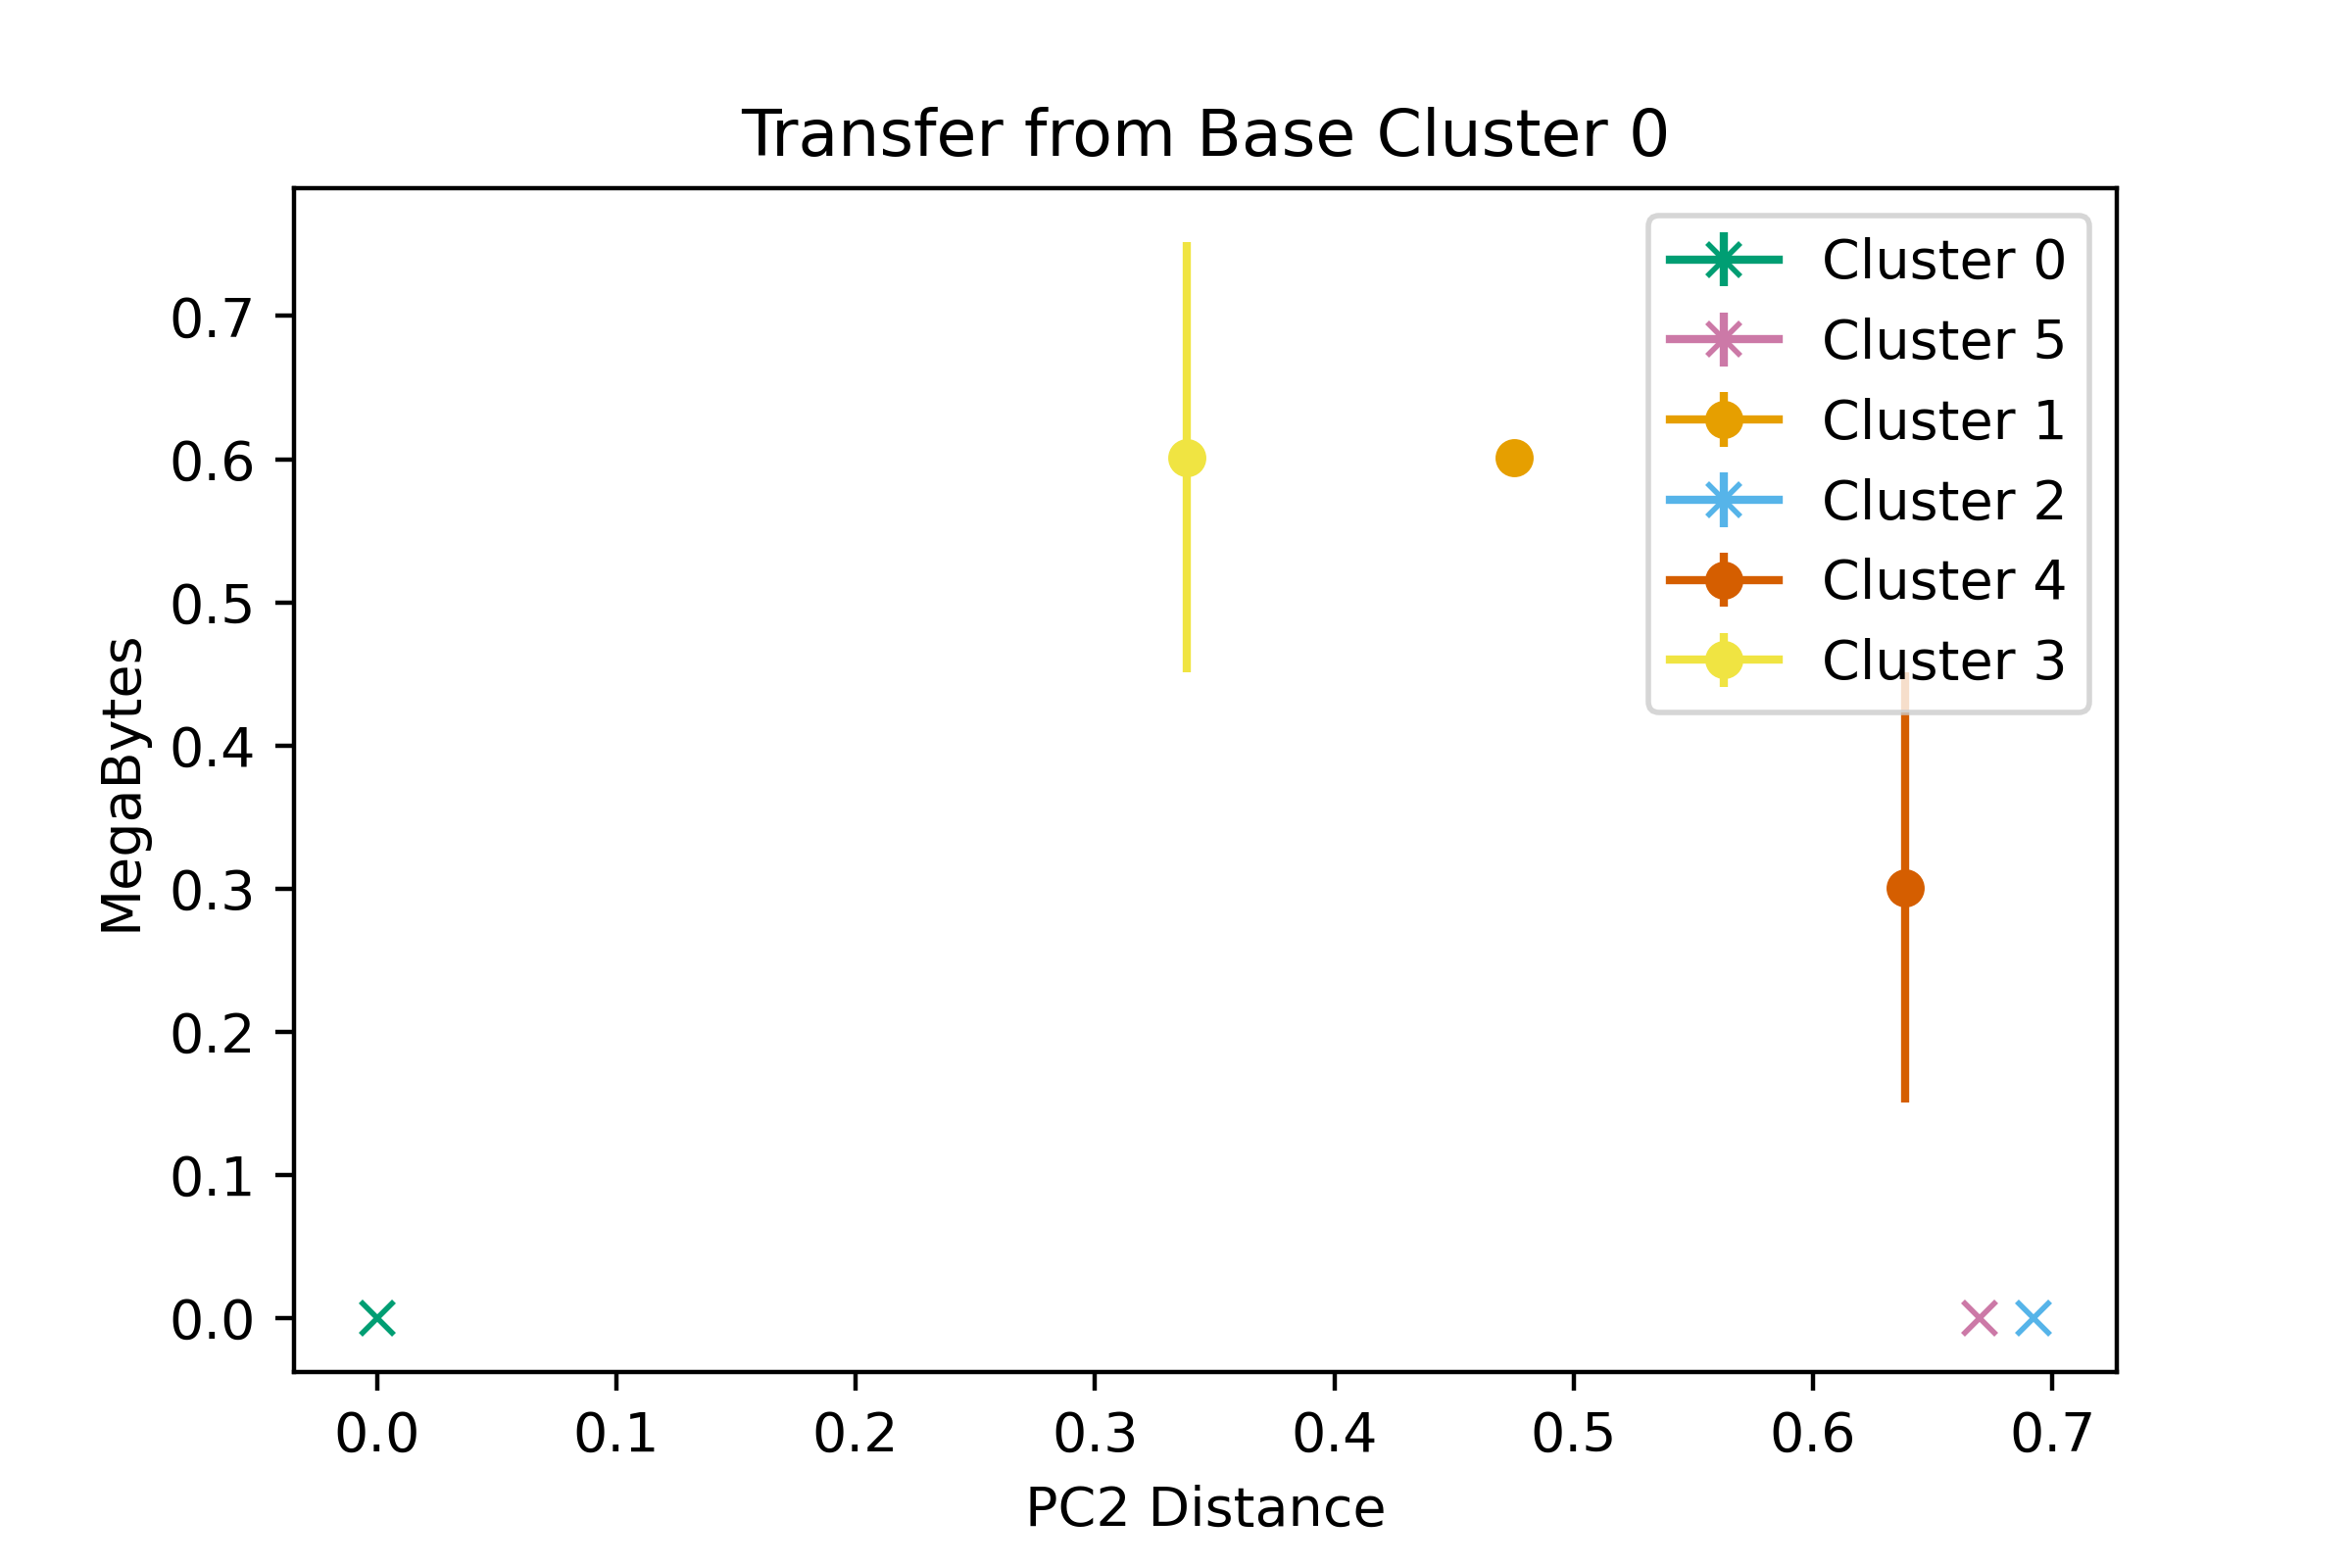 Transfer from Base Cluster 0
Cluster 0
Cluster 5
Cluster 1
Cluster 2
Cluster 4
Cluster 3
MegaBytes
0.7
0.6
0.5
0.4
0.3
0.2
0.1
0.0
0.0 0.1 0.2 0.3 0.4 0.5 0.6 0.7
PC2 Distance